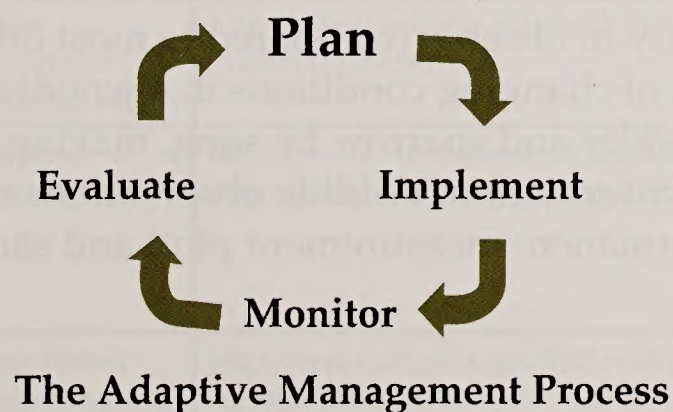 Plan
Evaluate
Implement
Monitor
The Adaptive Management Process